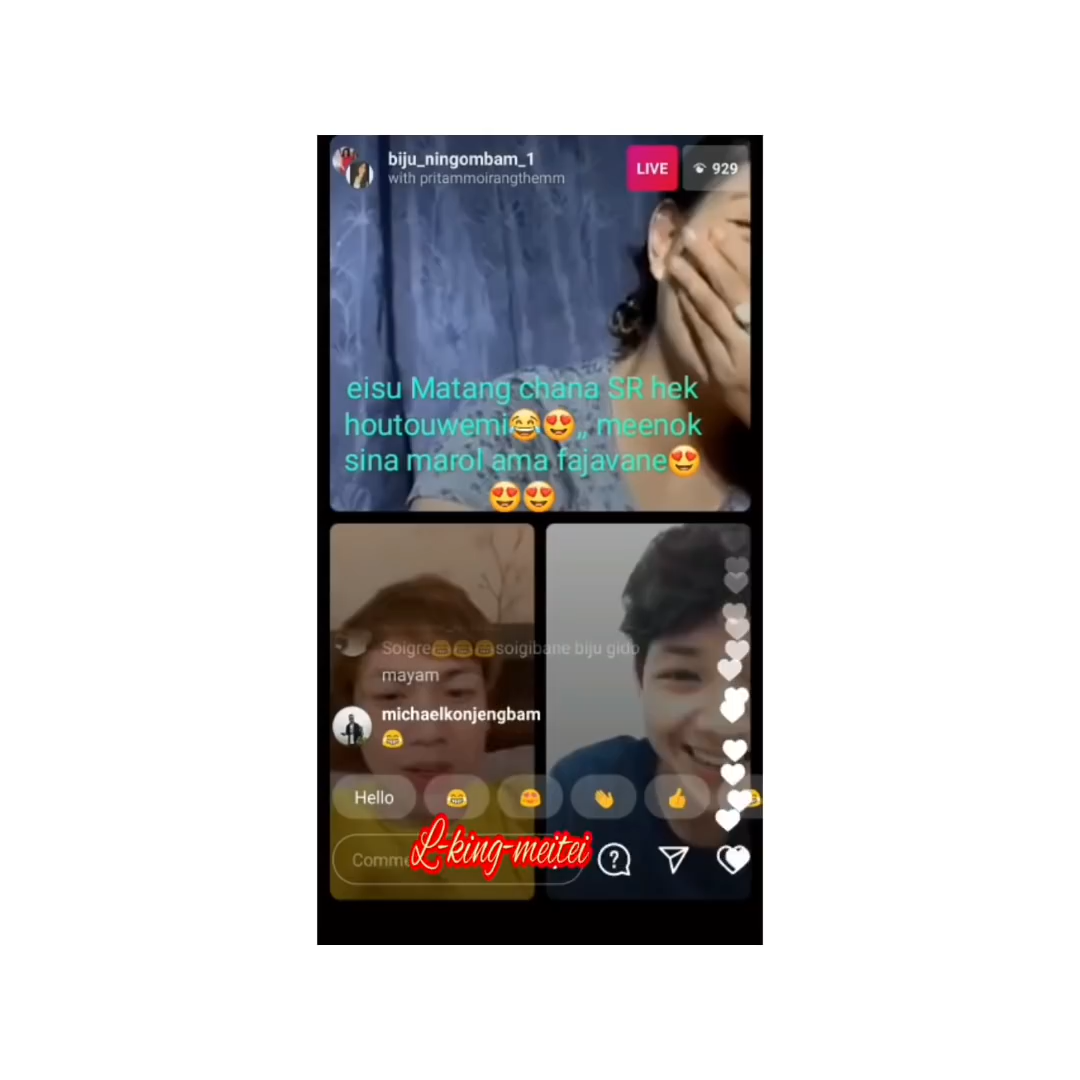 biju_ningombam_1
with pritammoirangthemm
LIVE
929
eisu Matang chana SR hek
houtouwemi😂😍,, meenok
sina marol ama fajavane😍
😍😍
Soigre😂😂😂soigibane biju gido
mayam
michaelkonjengbam
😂
Hello 😂 😍 👏 👍 😂
Comme
L-king-meitei